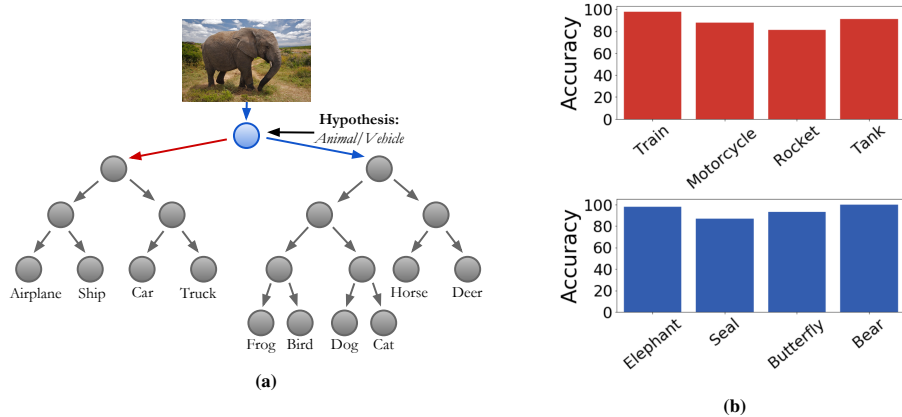 Hypothesis:
Animal/Vehicle
Airplane Ship Car Truck Horse Deer
Frog Bird Dog Cat
(a)
Accuracy
100
80
60
40
20
0
Train Motorcycle Rocket Tank
Accuracy
100
80
60
40
20
0
Elephant Seal Butterfly Bear
(b)